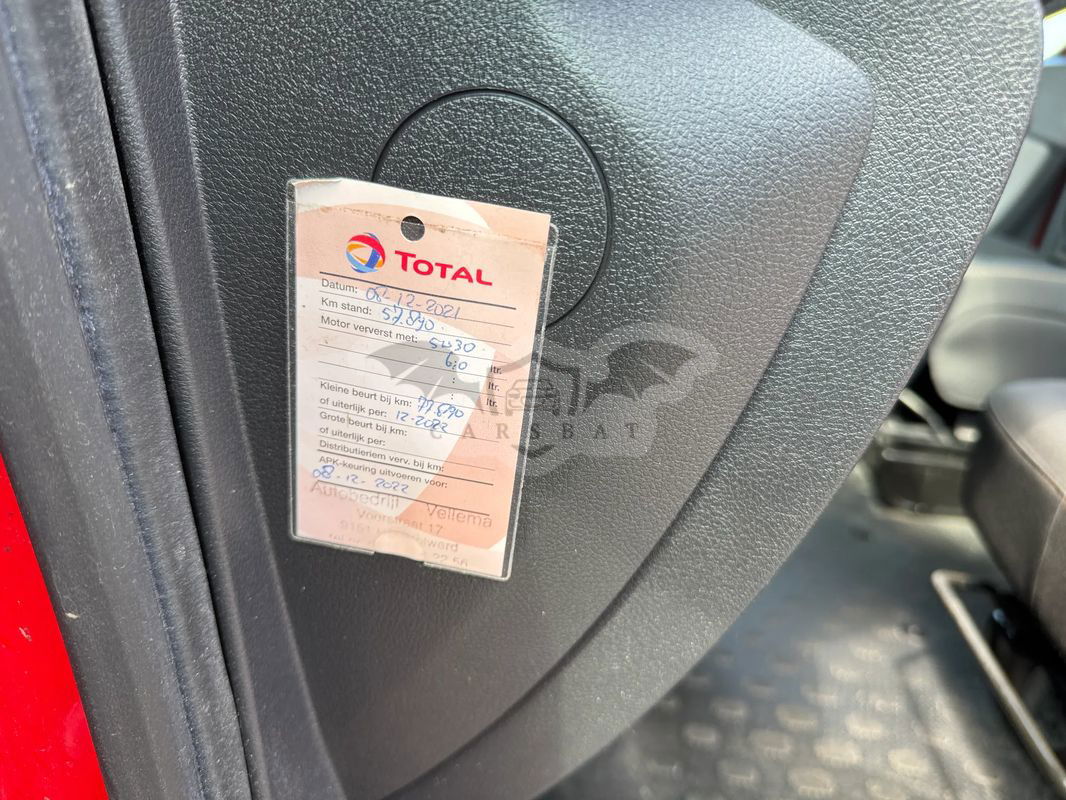 TOTAL
Datum: 08-12-2021
Km stand: 57.890.
Motor ververst met: 5w30.
6:0 ltr.
: ltr.
: ltr.
Kleine beurt bij km: 77.890
of uiterlijk per: 12-2022
Grote beurt bij km:
of uiterlijk per:
Distributieriem verv. bij km:
APK-keuring uitvoeren voor:
08-12-2022
Autobedrijf Vellema
Voorstraat 17
9151
CARSBAT